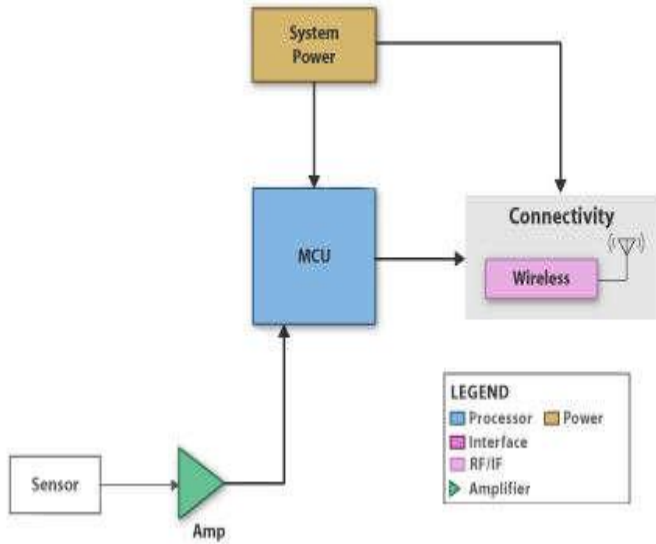 System
Power
Connectivity
MCU
Wireless
LEGEND
Processor Power
Interface
RF/IF
Amplifier
Sensor
Amp